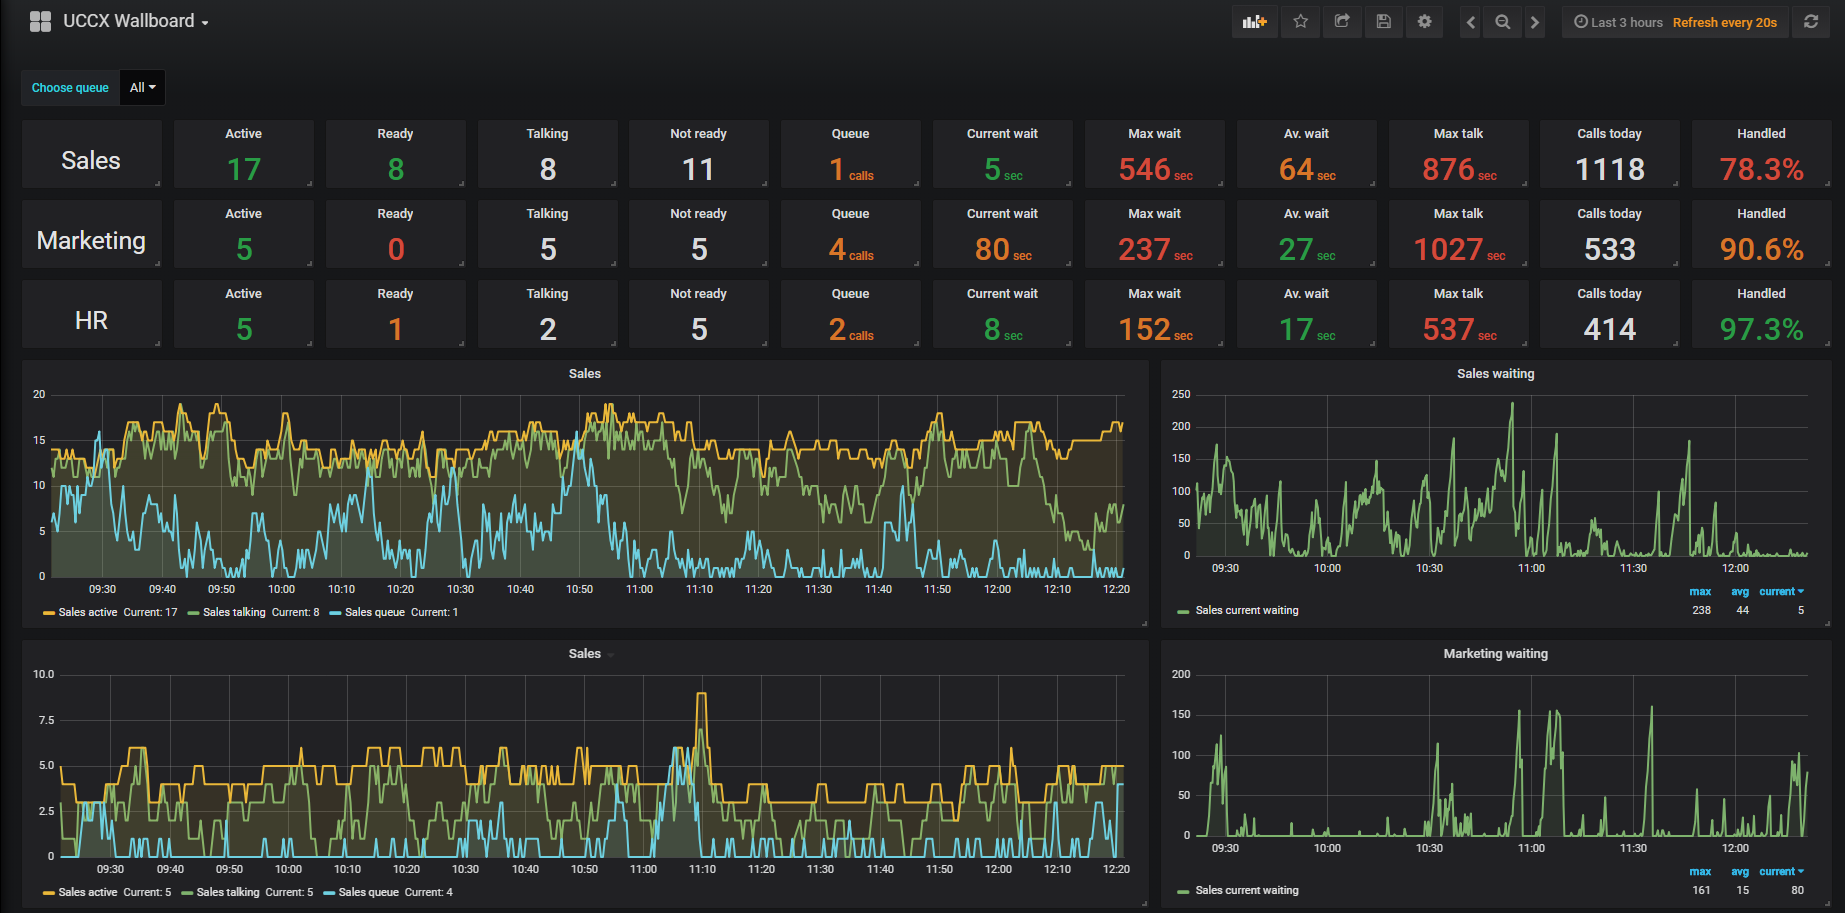 UCCX Wallboard
Last 3 hours Refresh every 20s
Choose queue All
Sales
Active Ready Talking Not ready Queue Current wait Max wait Av. wait Max talk Calls today Handled
17 8 8 11 1 calls 5 sec 546 sec 64 sec 876 sec 1118 78.3%
Marketing
Active Ready Talking Not ready Queue Current wait Max wait Av. wait Max talk Calls today Handled
5 0 5 5 4 calls 80 sec 237 sec 27 sec 1027 sec 533 90.6%
HR
Active Ready Talking Not ready Queue Current wait Max wait Av. wait Max talk Calls today Handled
5 1 2 5 2 calls 8 sec 152 sec 17 sec 537 sec 414 97.3%
Sales
20
15
10
5
0
09:30 09:40 09:50 10:00 10:10 10:20 10:30 10:40 10:50 11:00 11:10 11:20 11:30 11:40 11:50 12:00 12:10 12:20
Sales active Current: 17 Sales talking Current: 8 Sales queue Current: 1
Sales waiting
250
200
150
100
50
0
09:30 10:00 10:30 11:00 11:30 12:00
max avg current
Sales current waiting 238 44 5
Sales
10.0
7.5
5.0
2.5
0
09:30 09:40 09:50 10:00 10:10 10:20 10:30 10:40 10:50 11:00 11:10 11:20 11:30 11:40 11:50 12:00 12:10 12:20
Sales active Current: 5 Sales talking Current: 5 Sales queue Current: 4
Marketing waiting
200
150
100
50
0
09:30 10:00 10:30 11:00 11:30 12:00
max avg current
Sales current waiting 161 15 80